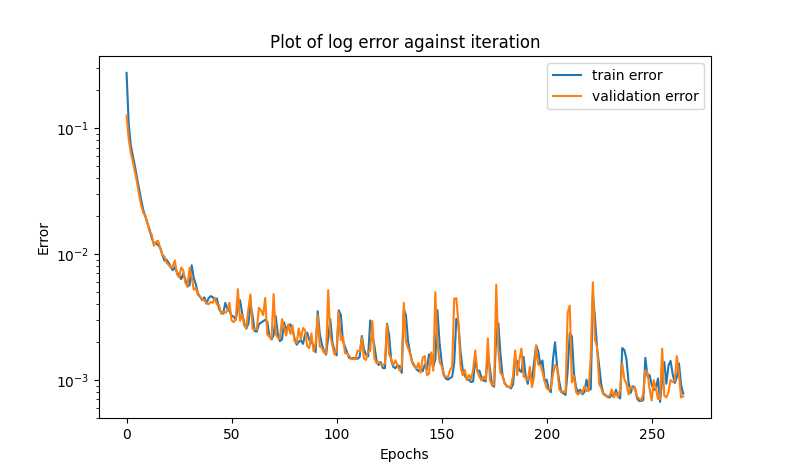 Plot of log error against iteration
train error
validation error
Error
10⁻¹
10⁻²
10⁻³
0 50 100 150 200 250
Epochs